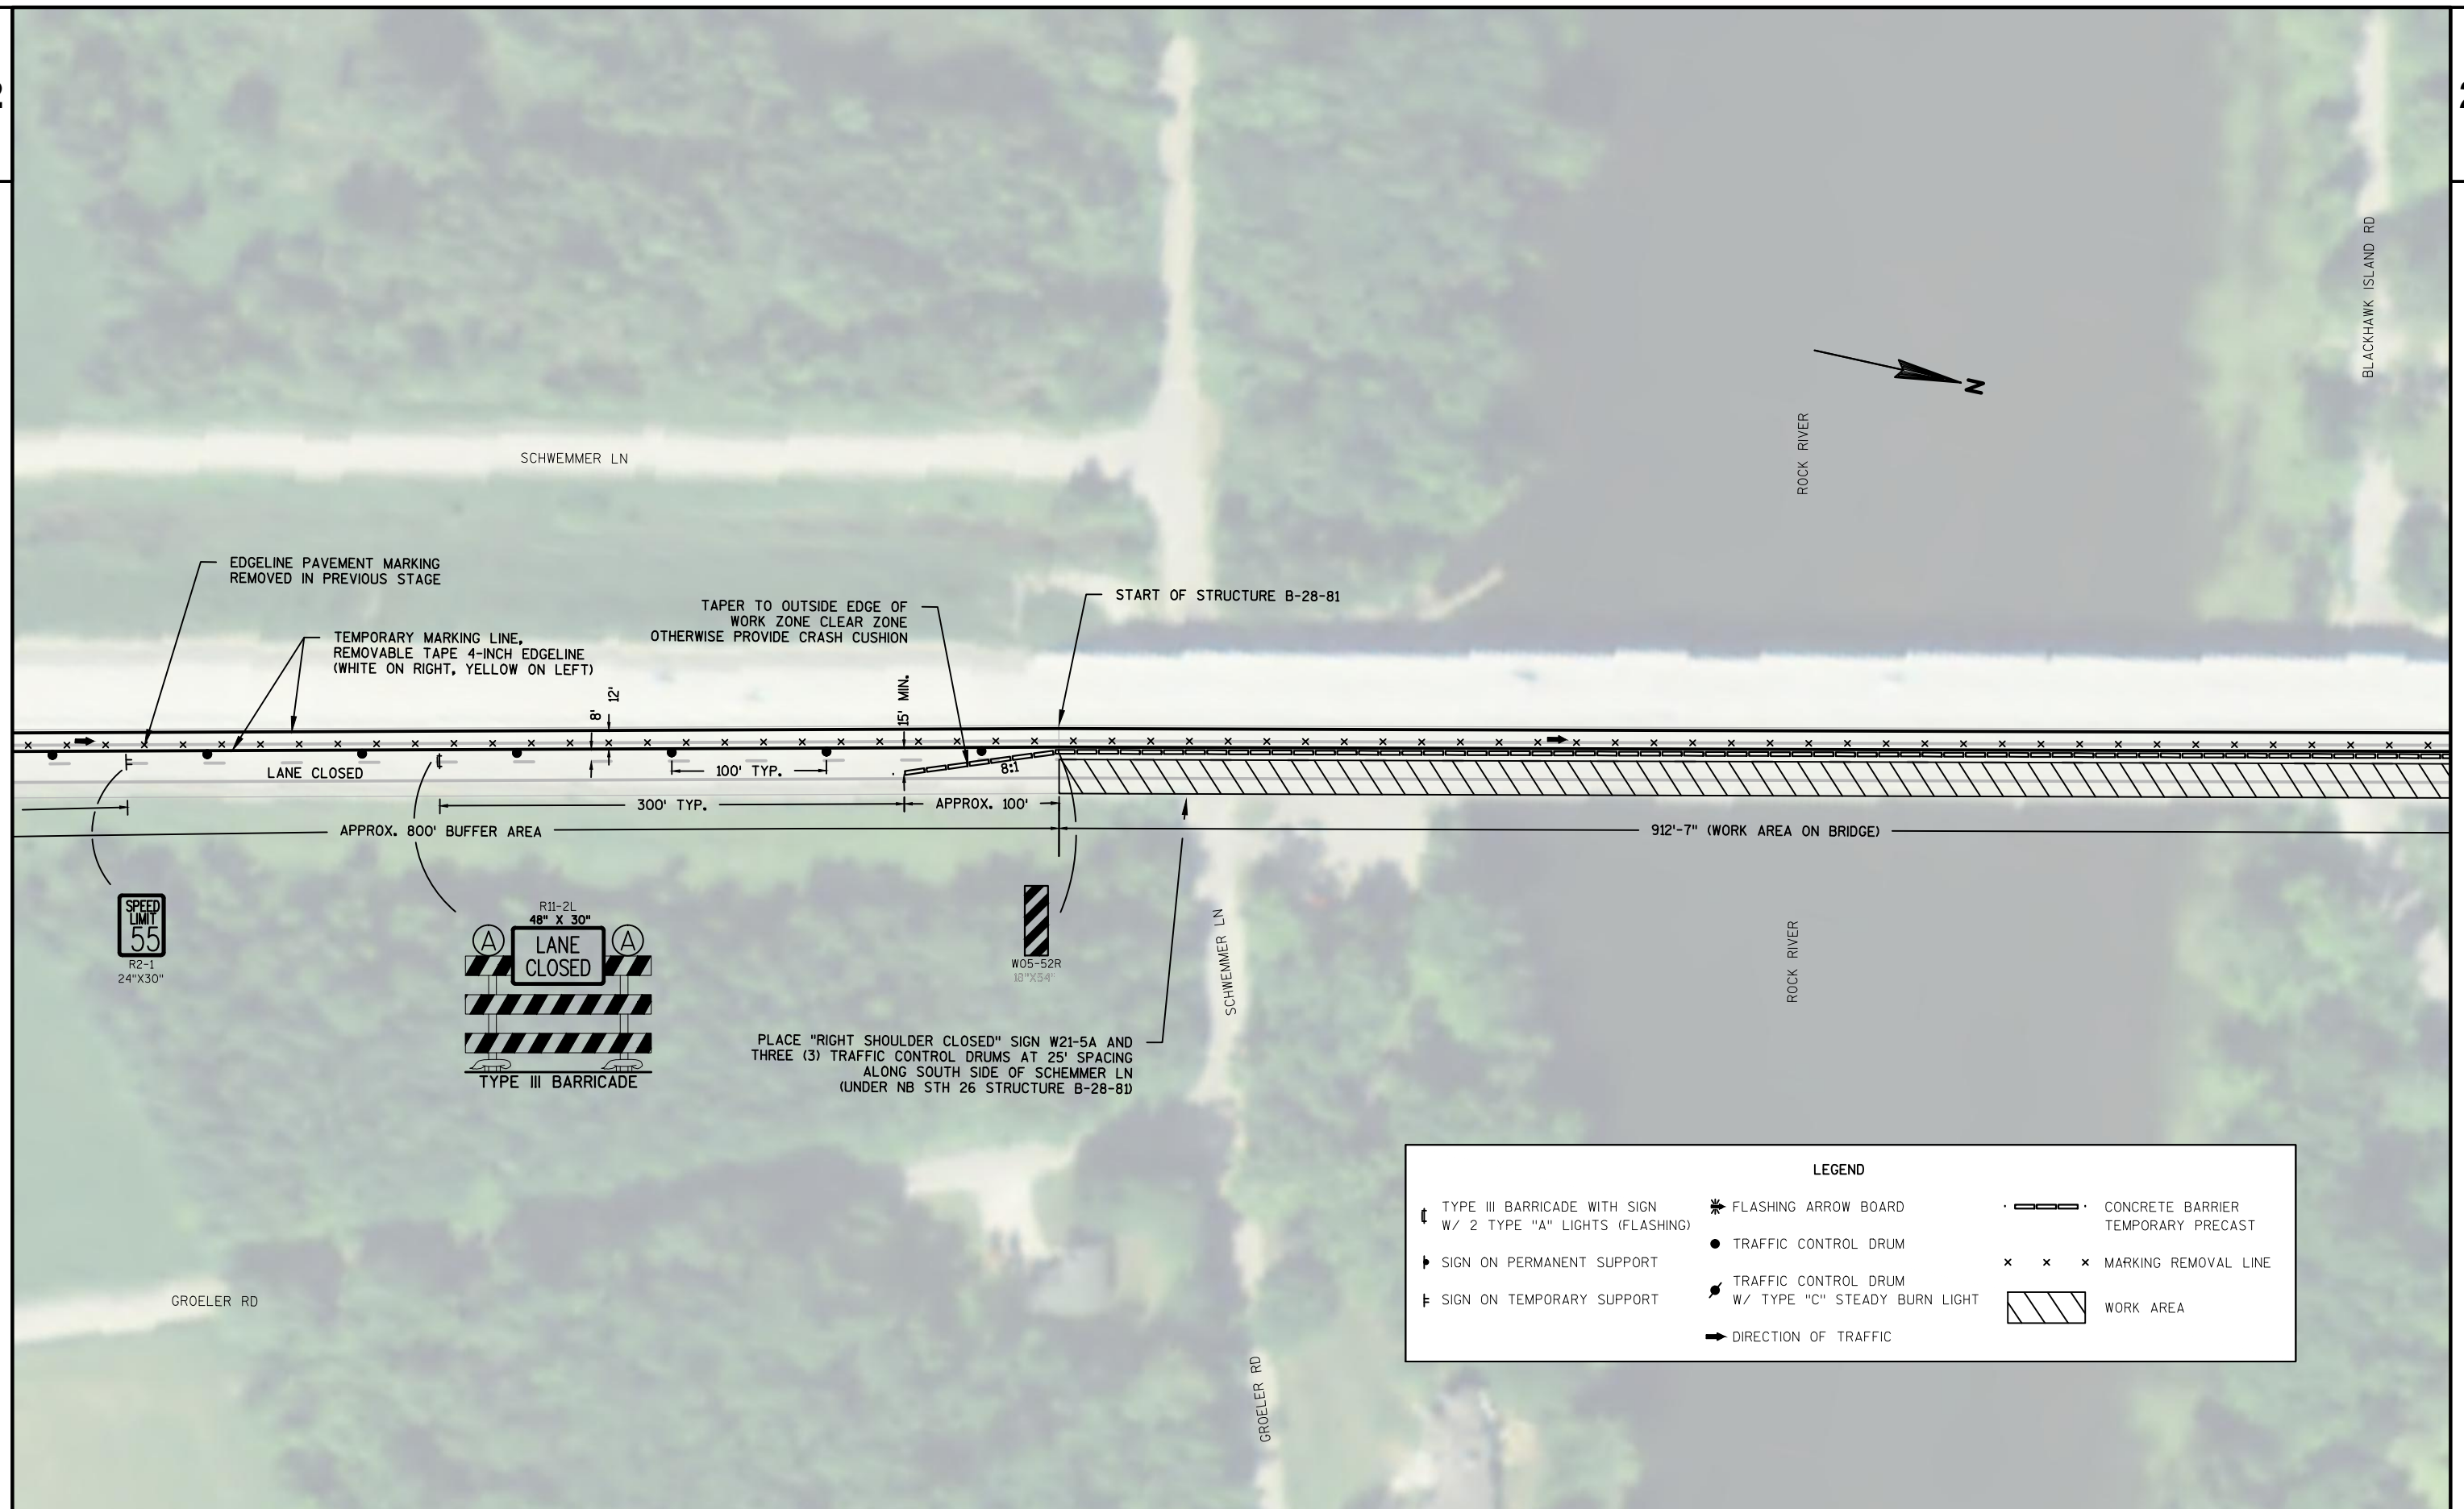 BLACKHAWK ISLAND RD
N
ROCK RIVER
SCHWEMMER LN
EDGELINE PAVEMENT MARKING
REMOVED IN PREVIOUS STAGE
TEMPORARY MARKING LINE,
REMOVABLE TAPE 4-INCH EDGELINE
(WHITE ON RIGHT, YELLOW ON LEFT)
TAPER TO OUTSIDE EDGE OF
WORK ZONE CLEAR ZONE
OTHERWISE PROVIDE CRASH CUSHION
START OF STRUCTURE B-28-81
8'
12'
15' MIN.
LANE CLOSED
100' TYP.
8:1
300' TYP.
APPROX. 100'
APPROX. 800' BUFFER AREA
912'-7" (WORK AREA ON BRIDGE)
SPEED
LIMIT
55
R2-1
24"X30"
R11-2L
48" X 30"
A
LANE
CLOSED
A
TYPE III BARRICADE
W05-52R
18"X54"
SCHWEMMER LN
ROCK RIVER
PLACE "RIGHT SHOULDER CLOSED" SIGN W21-5A AND
THREE (3) TRAFFIC CONTROL DRUMS AT 25' SPACING
ALONG SOUTH SIDE OF SCHEMMER LN
(UNDER NB STH 26 STRUCTURE B-28-81)
GROELER RD
GROELER RD
LEGEND
TYPE III BARRICADE WITH SIGN
W/ 2 TYPE "A" LIGHTS (FLASHING)
SIGN ON PERMANENT SUPPORT
SIGN ON TEMPORARY SUPPORT
FLASHING ARROW BOARD
TRAFFIC CONTROL DRUM
TRAFFIC CONTROL DRUM
W/ TYPE "C" STEADY BURN LIGHT
DIRECTION OF TRAFFIC
CONCRETE BARRIER
TEMPORARY PRECAST
MARKING REMOVAL LINE
WORK AREA